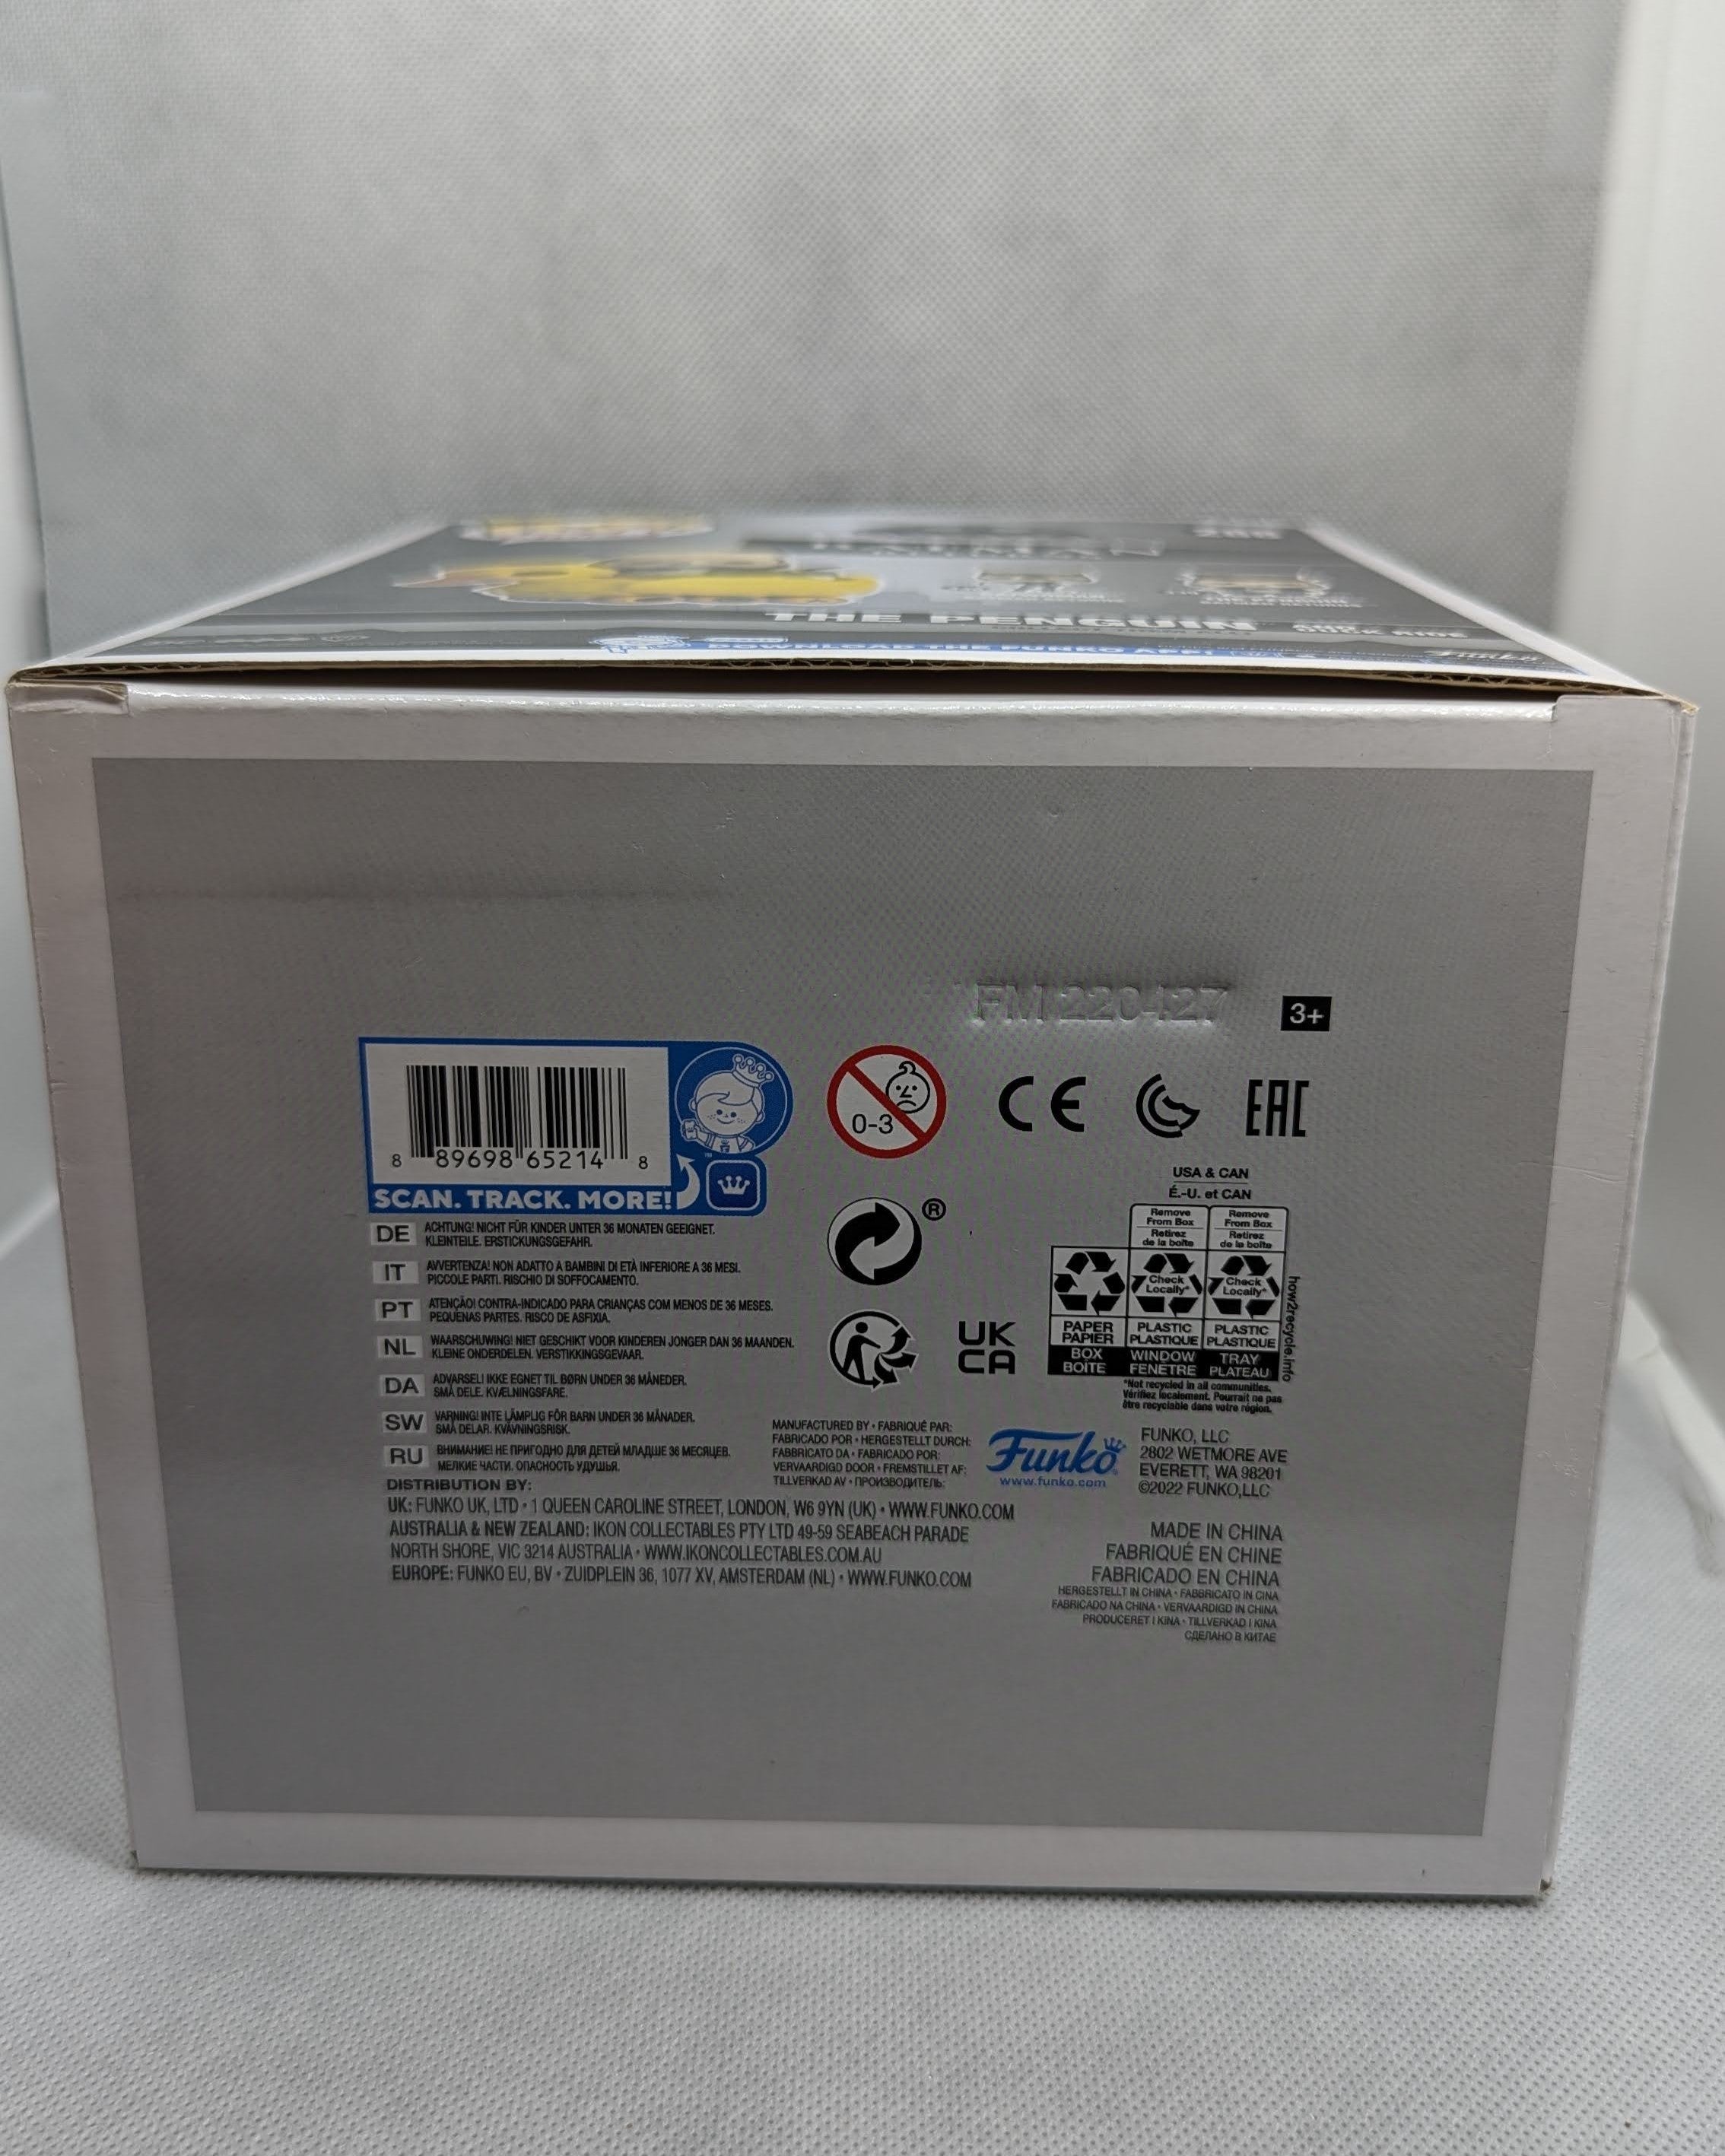 THE PENGUIN
DOWNLOAD THE FUNKO APP!
Funko
FM 220427
3+
8 89698 65214 8
SCAN. TRACK. MORE!
0-3
CE
EAC
USA & CAN
É.-U. et CAN
Remove From Box
Retirez de la boîte
Remove From Box
Retirez de la boîte
Check Locally*
Check Locally*
PAPER PAPIER
PLASTIC PLASTIQUE
PLASTIC PLASTIQUE
BOX BOÎTE
WINDOW FENÊTRE
TRAY PLATEAU
how2recycle.info
*Not recycled in all communities.
Vérifiez localement. Pourrait ne pas
être recyclable dans votre région.
®
UK
CA
DE ACHTUNG! NICHT FÜR KINDER UNTER 36 MONATEN GEEIGNET.
KLEINTEILE. ERSTICKUNGSGEFAHR.
IT AVVERTENZA! NON ADATTO A BAMBINI DI ETÀ INFERIORE A 36 MESI.
PICCOLE PARTI. RISCHIO DI SOFFOCAMENTO.
PT ATENÇÃO! CONTRA-INDICADO PARA CRIANÇAS COM MENOS DE 36 MESES.
PEQUENAS PARTES. RISCO DE ASFIXIA.
NL WAARSCHUWING! NIET GESCHIKT VOOR KINDEREN JONGER DAN 36 MAANDEN.
KLEINE ONDERDELEN. VERSTIKKINGSGEVAAR.
DA ADVARSEL! IKKE EGNET TIL BØRN UNDER 36 MÅNEDER.
SMÅ DELE. KVÆLNINGSFARE.
SW VARNING! INTE LÄMPLIG FÖR BARN UNDER 36 MÅNADER.
SMÅ DELAR. KVÄVNINGSRISK.
RU ВНИМАНИЕ! НЕ ПРИГОДНО ДЛЯ ДЕТЕЙ МЛАДШЕ 36 МЕСЯЦЕВ.
МЕЛКИЕ ЧАСТИ. ОПАСНОСТЬ УДУШЬЯ.
MANUFACTURED BY • FABRIQUÉ PAR:
FABRICADO POR • HERGESTELLT DURCH:
FABBRICATO DA • FABRICADO POR:
VERVAARDIGD DOOR • FREMSTILLET AF:
TILLVERKAD AV • ПРОИЗВОДИТЕЛЬ:
Funko
www.funko.com
FUNKO, LLC
2802 WETMORE AVE
EVERETT, WA 98201
©2022 FUNKO,LLC
DISTRIBUTION BY:
UK: FUNKO UK, LTD • 1 QUEEN CAROLINE STREET, LONDON, W6 9YN (UK) • WWW.FUNKO.COM
AUSTRALIA & NEW ZEALAND: IKON COLLECTABLES PTY LTD 49-59 SEABEACH PARADE
NORTH SHORE, VIC 3214 AUSTRALIA • WWW.IKONCOLLECTABLES.COM.AU
EUROPE: FUNKO EU, BV • ZUIDPLEIN 36, 1077 XV, AMSTERDAM (NL) • WWW.FUNKO.COM
MADE IN CHINA
FABRIQUÉ EN CHINE
FABRICADO EN CHINA
HERGESTELLT IN CHINA • FABBRICATO IN CINA
FABRICADO NA CHINA • VERVAARDIGD IN CHINA
PRODUCERET I KINA • TILLVERKAD I KINA
СДЕЛАНО В КИТАЕ